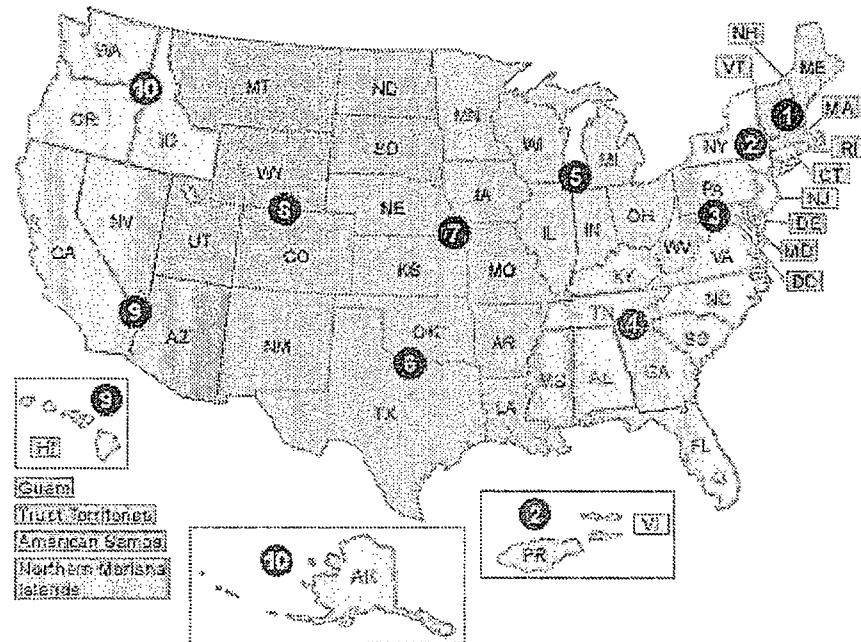 WA
MT
ND
MN
OR
ID
WY
SD
WI
MI
NH
VT
ME
MA
NY
RI
CT
NJ
DE
MD
DC
10
1
2
8
5
3
7
4
9
6
NV
CA
UT
CO
NE
IA
KS
MO
IL
IN
OH
PA
WV
VA
KY
NC
TN
SC
AZ
NM
OK
AR
TX
LA
MS
AL
GA
FL
9
HI
Guam
Trust Territories
American Samoa
Northern Mariana
Islands
10
AK
2
VI
PR